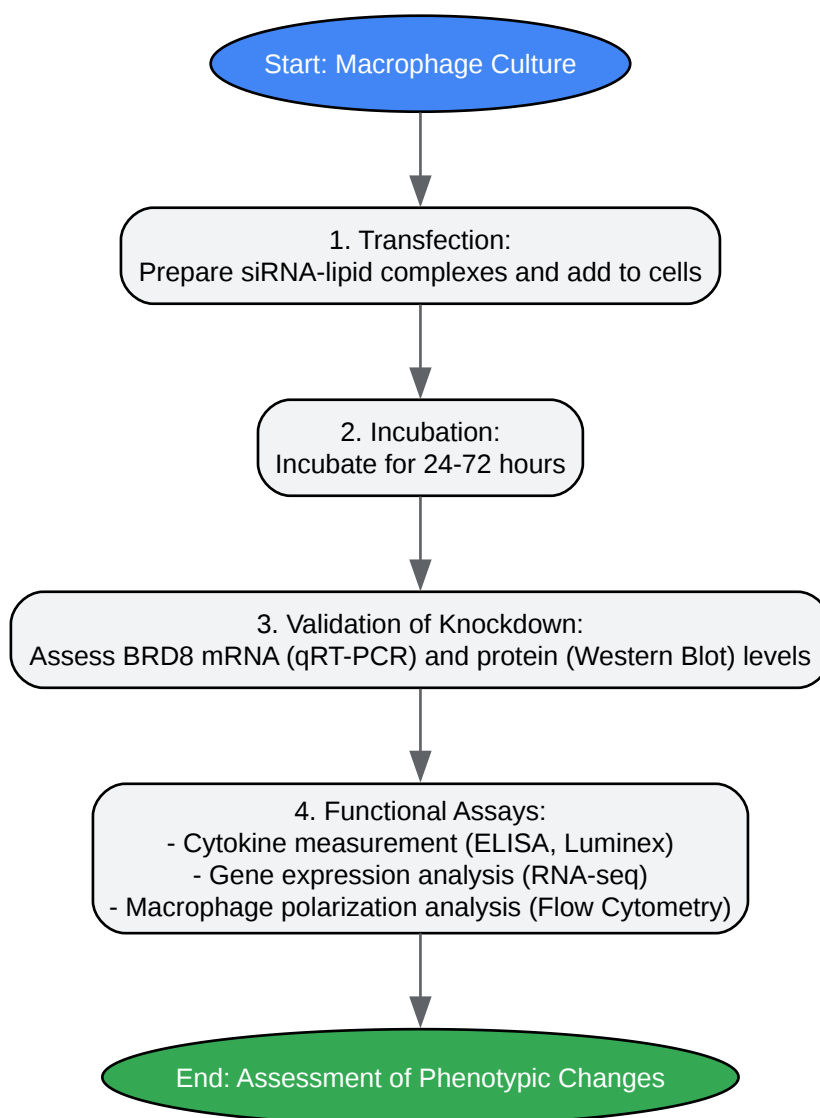 Start: Macrophage Culture
1. Transfection:
Prepare siRNA-lipid complexes and add to cells
2. Incubation:
Incubate for 24-72 hours
3. Validation of Knockdown:
Assess BRD8 mRNA (qRT-PCR) and protein (Western Blot) levels
4. Functional Assays:
- Cytokine measurement (ELISA, Luminex)
- Gene expression analysis (RNA-seq)
- Macrophage polarization analysis (Flow Cytometry)
End: Assessment of Phenotypic Changes